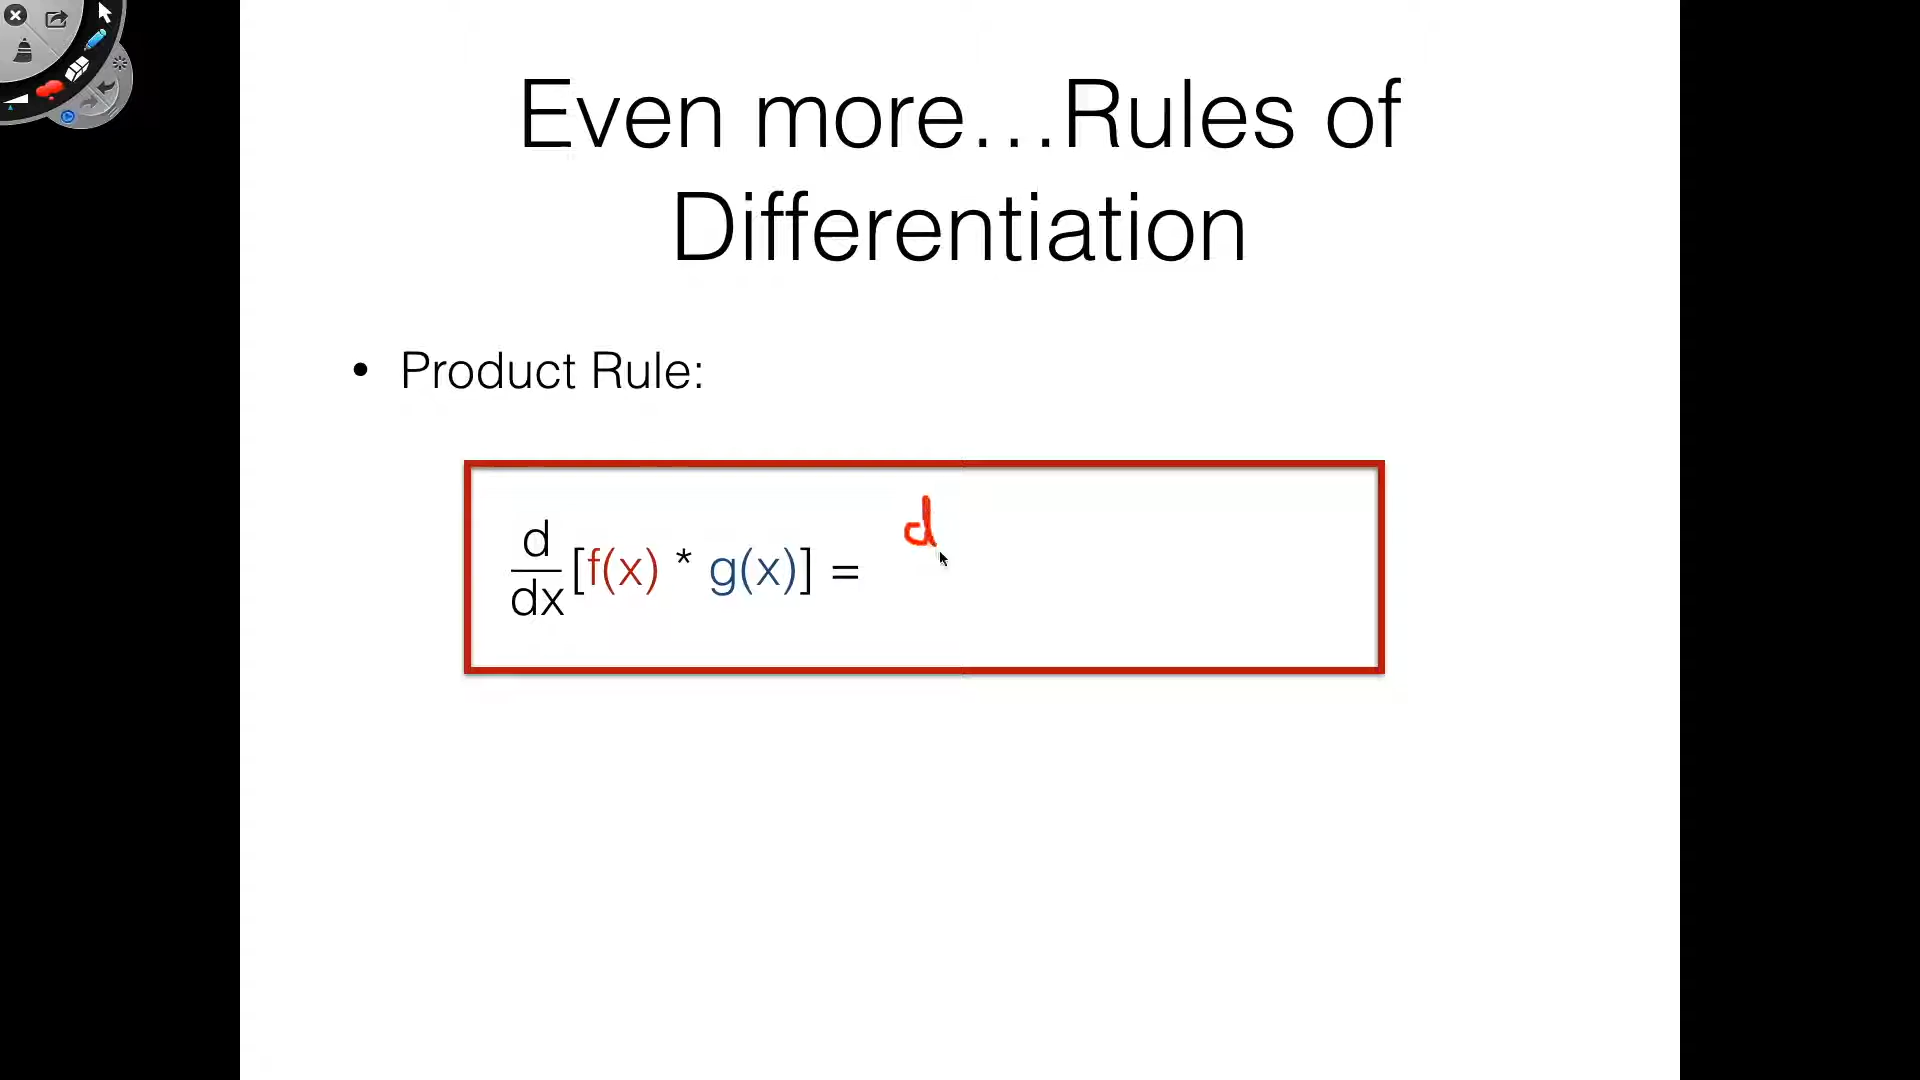 Even more…Rules of
Differentiation
• Product Rule:
d
d
dx
[f(x) * g(x)] =